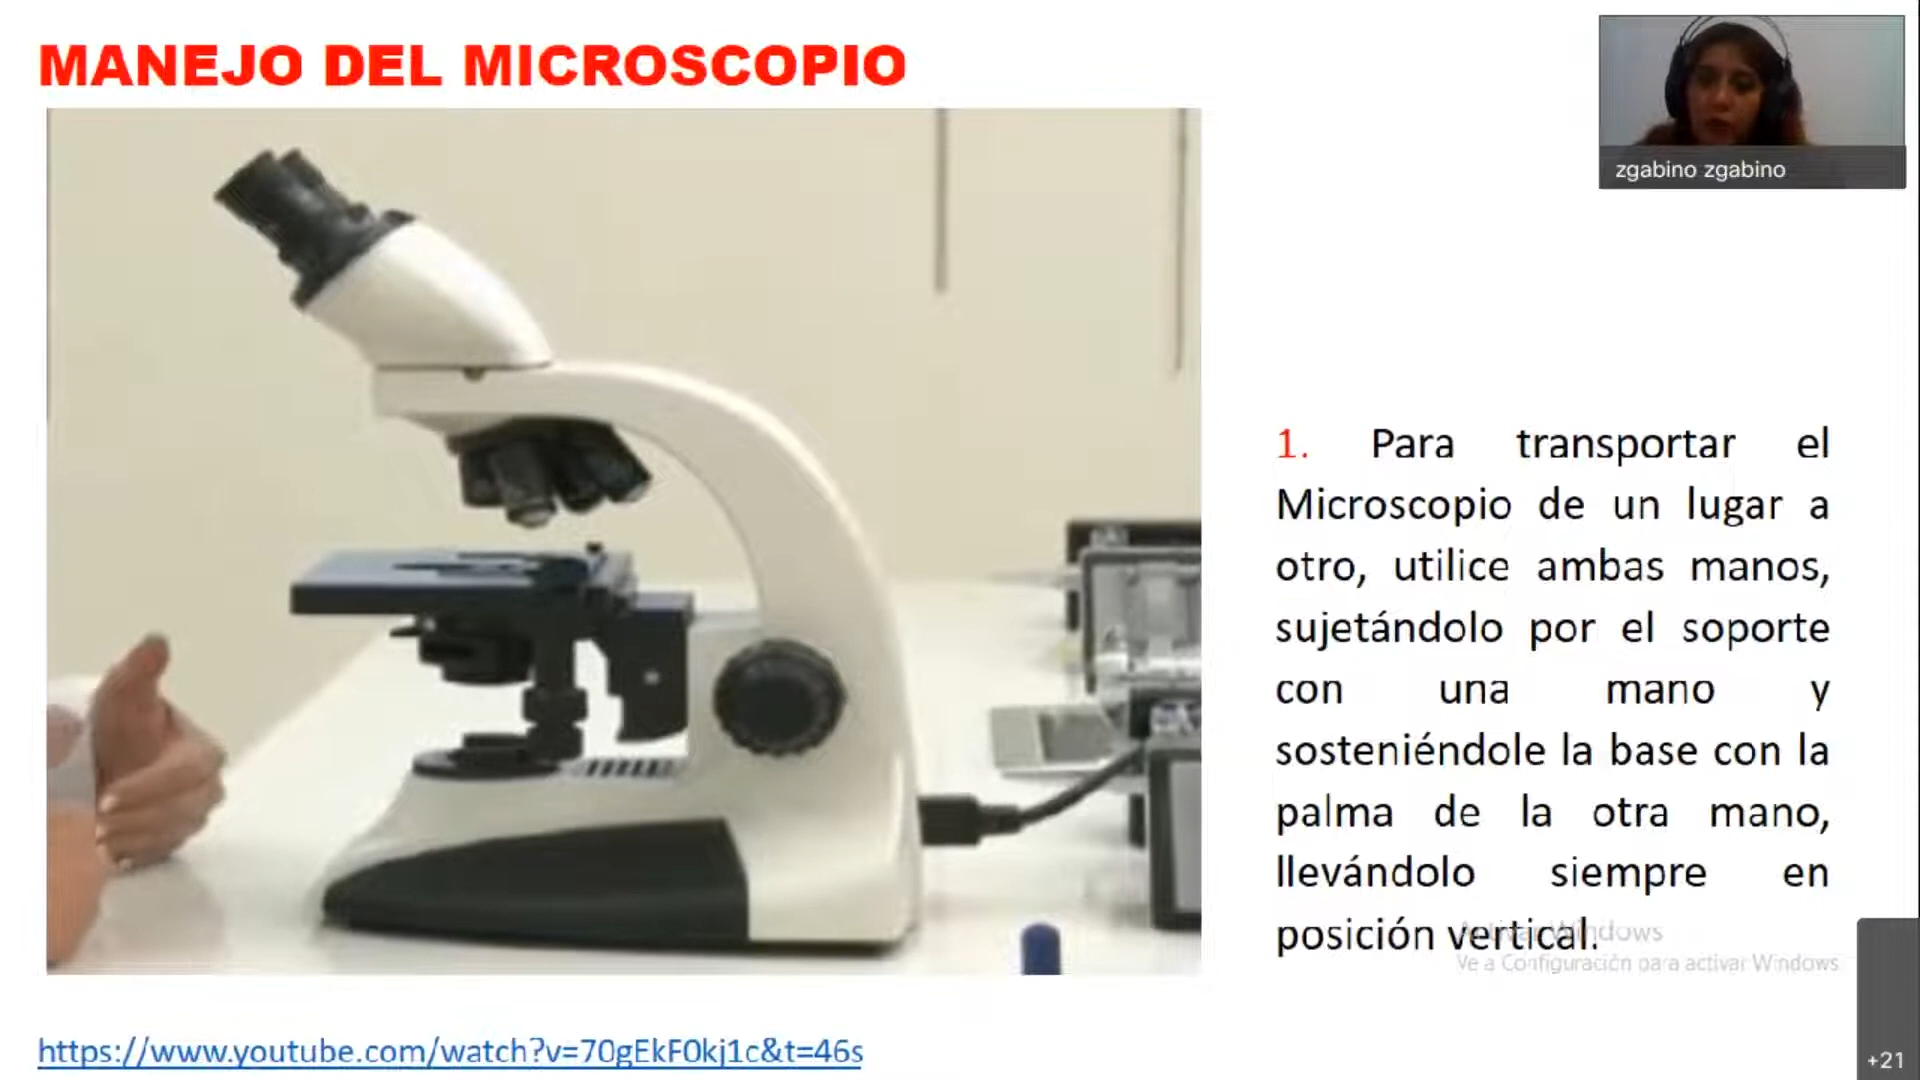 MANEJO DEL MICROSCOPIO
zgabino zgabino
1. Para transportar el
Microscopio de un lugar a
otro, utilice ambas manos,
sujetándolo por el soporte
con una mano y
sosteniéndole la base con la
palma de la otra mano,
llevándolo siempre en
posición vertical.
Activar Windows
Ve a Configuración para activar Windows
https://www.youtube.com/watch?v=70gEkF0kj1c&t=46s
+21